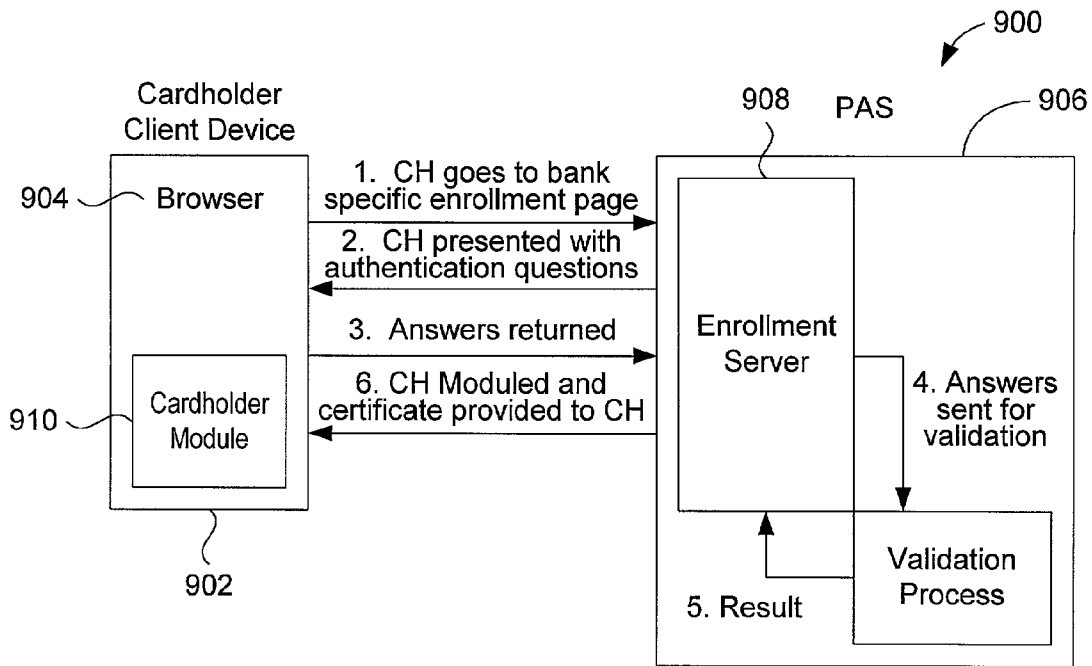 900
Cardholder
Client Device
908
PAS
906
904
Browser
1. CH goes to bank
specific enrollment page
2. CH presented with
authentication questions
3. Answers returned
6. CH Moduled and
certificate provided to CH
910
Cardholder
Module
902
Enrollment
Server
4. Answers
sent for
validation
5. Result
Validation
Process